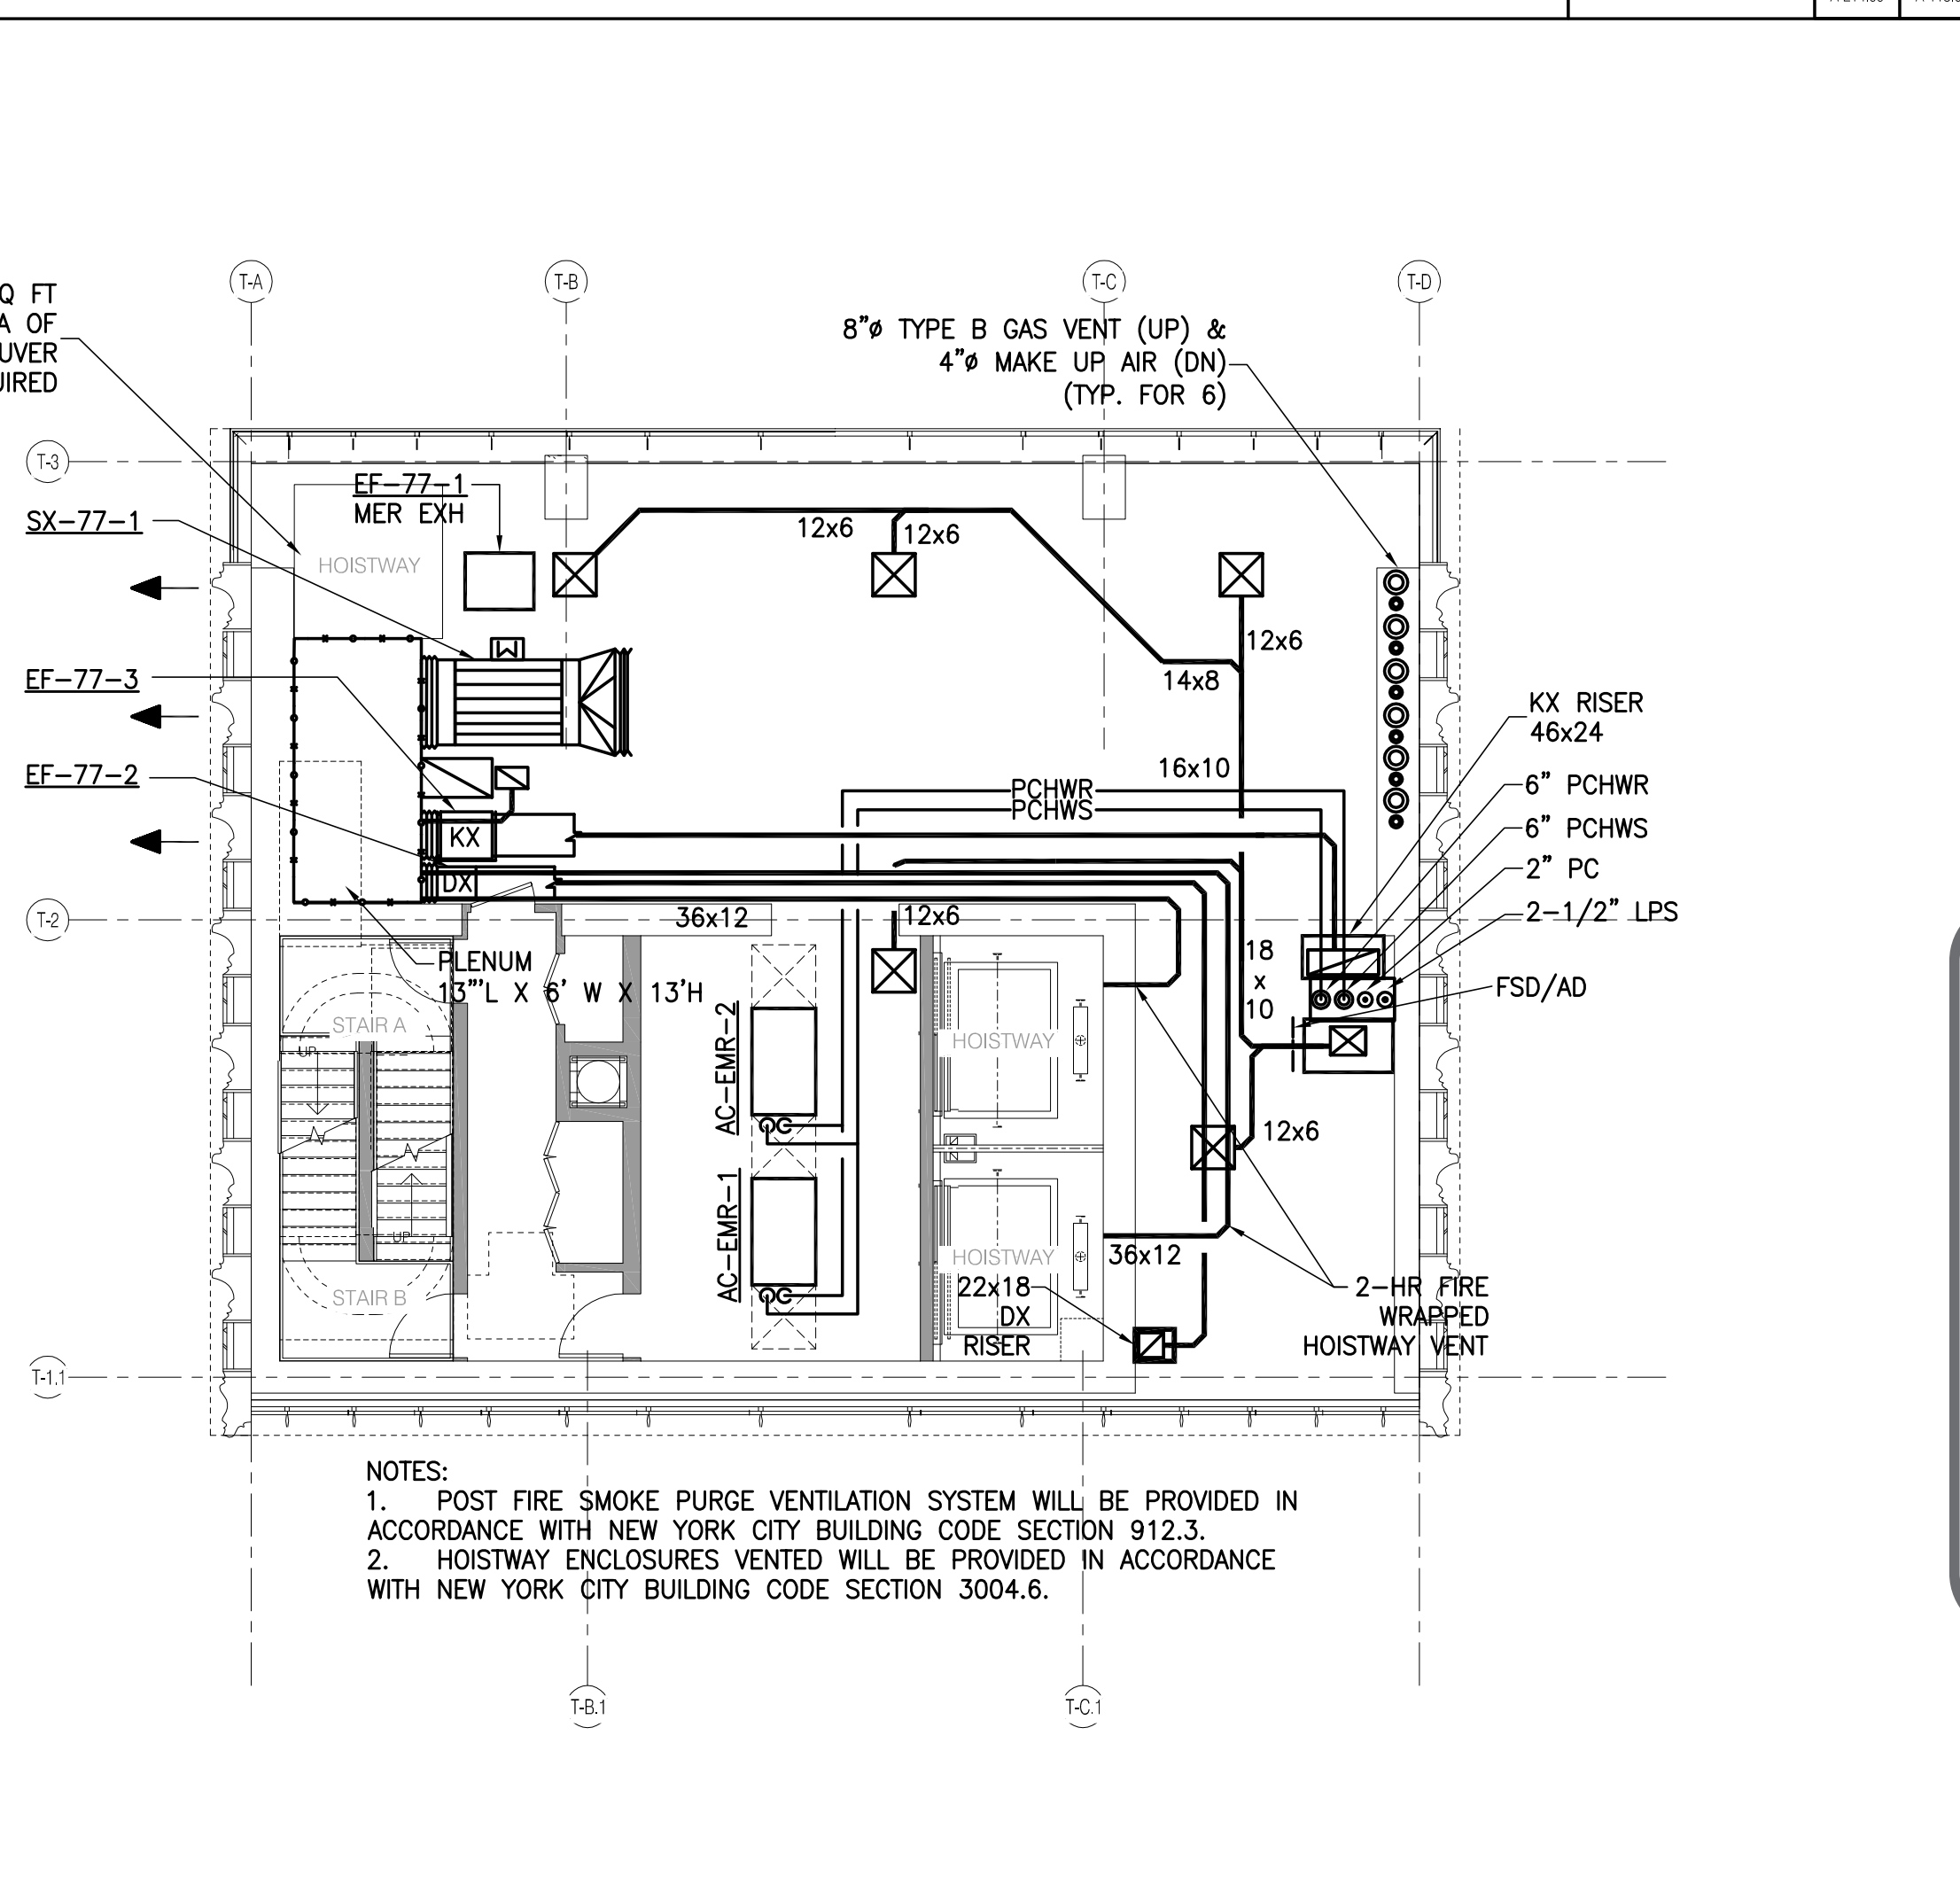 T-A
T-B
T-C
T-D
Q FT
A OF
UVER
UIRED
8"ø TYPE B GAS VENT (UP) &
4"ø MAKE UP AIR (DN)
(TYP. FOR 6)
T-3
EF-77-1
MER EXH
SX-77-1
12x6
12x6
HOISTWAY
12x6
EF-77-3
14x8
KX RISER
46x24
EF-77-2
16x10
PCHWR
PCHWS
6" PCHWR
6" PCHWS
KX
2" PC
DX
2-1/2" LPS
T-2
36x12
12x6
18
x
10
PLENUM
13"'L X 6' W X 13'H
FSD/AD
STAIR A
UP
AC-EMR-2
HOISTWAY
12x6
AC-EMR-1
UP
HOISTWAY
36x12
STAIR B
22x18
DX
RISER
2-HR FIRE
WRAPPED
HOISTWAY VENT
T-1.1
NOTES:
1. POST FIRE SMOKE PURGE VENTILATION SYSTEM WILL BE PROVIDED IN
ACCORDANCE WITH NEW YORK CITY BUILDING CODE SECTION 912.3.
2. HOISTWAY ENCLOSURES VENTED WILL BE PROVIDED IN ACCORDANCE
WITH NEW YORK CITY BUILDING CODE SECTION 3004.6.
T-B.1
T-C.1